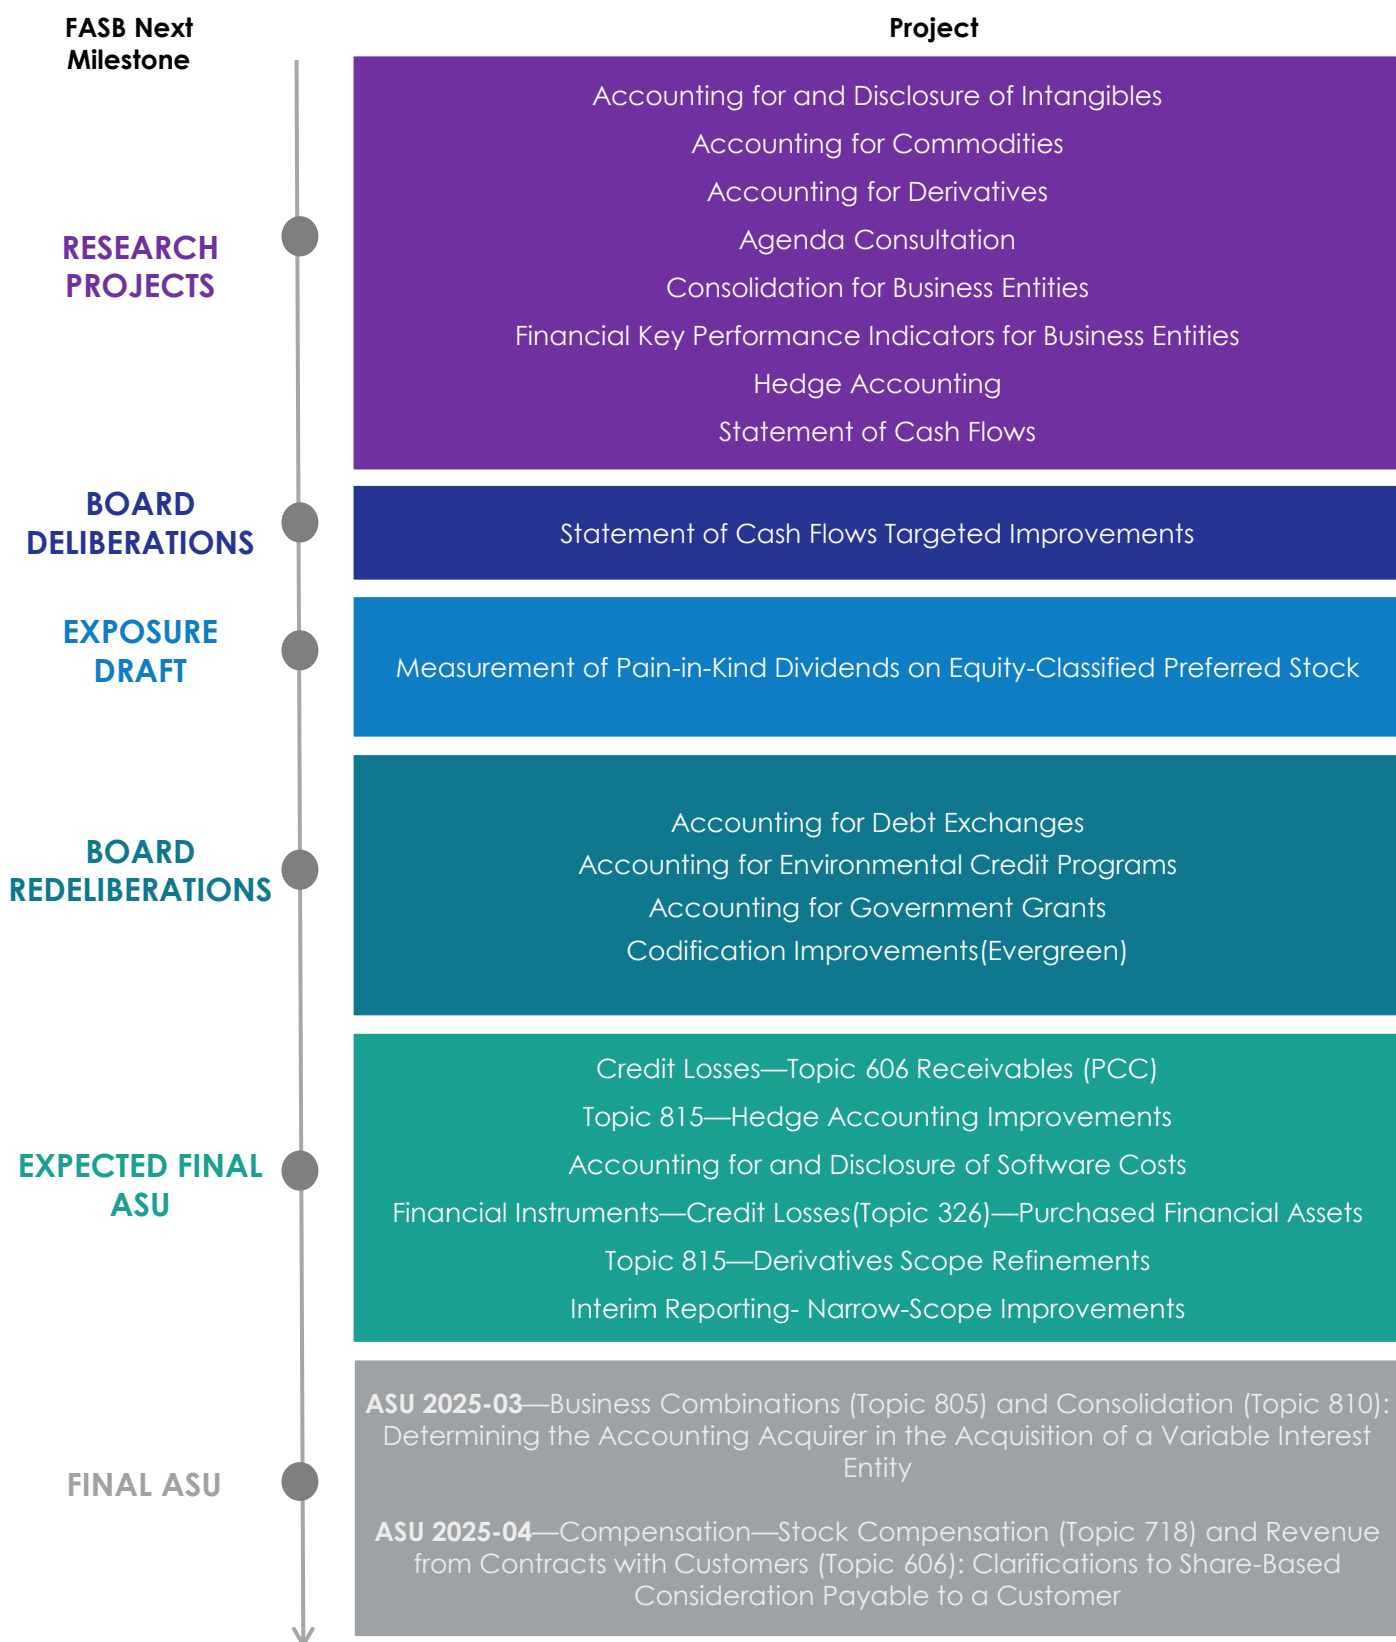 FASB Next
Milestone
Project
RESEARCH
PROJECTS
Accounting for and Disclosure of Intangibles
Accounting for Commodities
Accounting for Derivatives
Agenda Consultation
Consolidation for Business Entities
Financial Key Performance Indicators for Business Entities
Hedge Accounting
Statement of Cash Flows
BOARD
DELIBERATIONS
Statement of Cash Flows Targeted Improvements
EXPOSURE
DRAFT
Measurement of Pain-in-Kind Dividends on Equity-Classified Preferred Stock
BOARD
REDELIBERATIONS
Accounting for Debt Exchanges
Accounting for Environmental Credit Programs
Accounting for Government Grants
Codification Improvements(Evergreen)
EXPECTED FINAL
ASU
Credit Losses—Topic 606 Receivables (PCC)
Topic 815—Hedge Accounting Improvements
Accounting for and Disclosure of Software Costs
Financial Instruments—Credit Losses(Topic 326)—Purchased Financial Assets
Topic 815—Derivatives Scope Refinements
Interim Reporting- Narrow-Scope Improvements
FINAL ASU
ASU 2025-03—Business Combinations (Topic 805) and Consolidation (Topic 810):
Determining the Accounting Acquirer in the Acquisition of a Variable Interest
Entity
ASU 2025-04—Compensation—Stock Compensation (Topic 718) and Revenue
from Contracts with Customers (Topic 606): Clarifications to Share-Based
Consideration Payable to a Customer